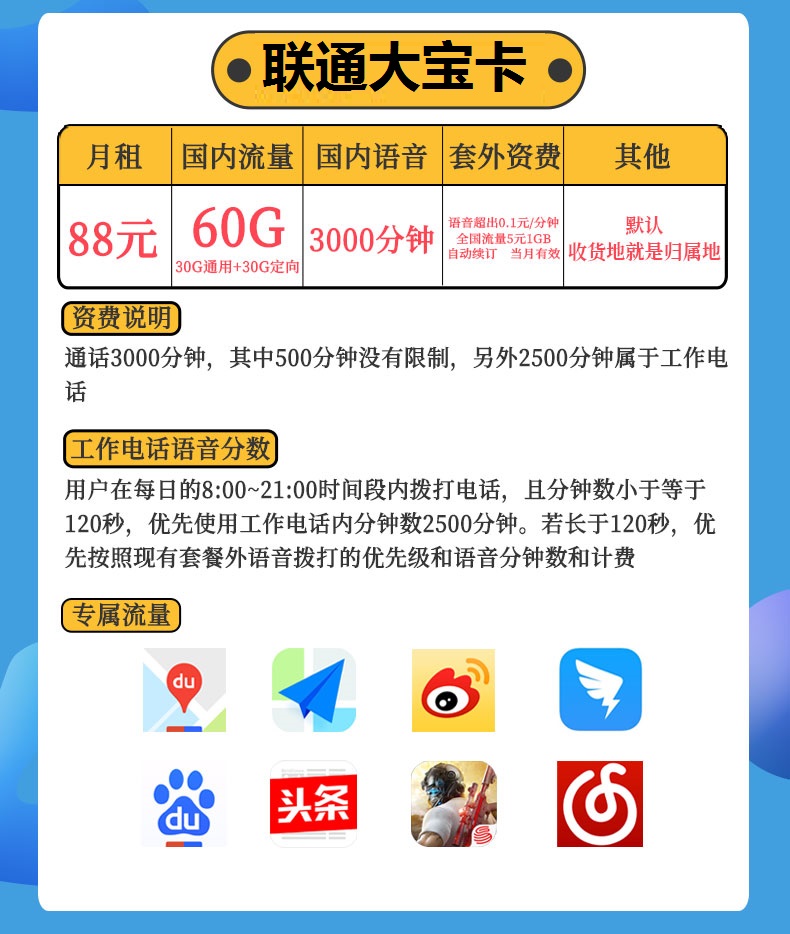 联通大宝卡
月租 国内流量 国内语音 套外资费 其他
88元
60G
30G通用+30G定向
3000分钟
语音超出0.1元/分钟
全国流量5元1GB
自动续订 当月有效
默认
收货地就是归属地
资费说明
通话3000分钟，其中500分钟没有限制，另外2500分钟属于工作电
话
工作电话语音分数
用户在每日的8:00~21:00时间段内拨打电话，且分钟数小于等于
120秒，优先使用工作电话内分钟数2500分钟。若长于120秒，优
先按照现有套餐外语音拨打的优先级和语音分钟数和计费
专属流量
du
du
头条